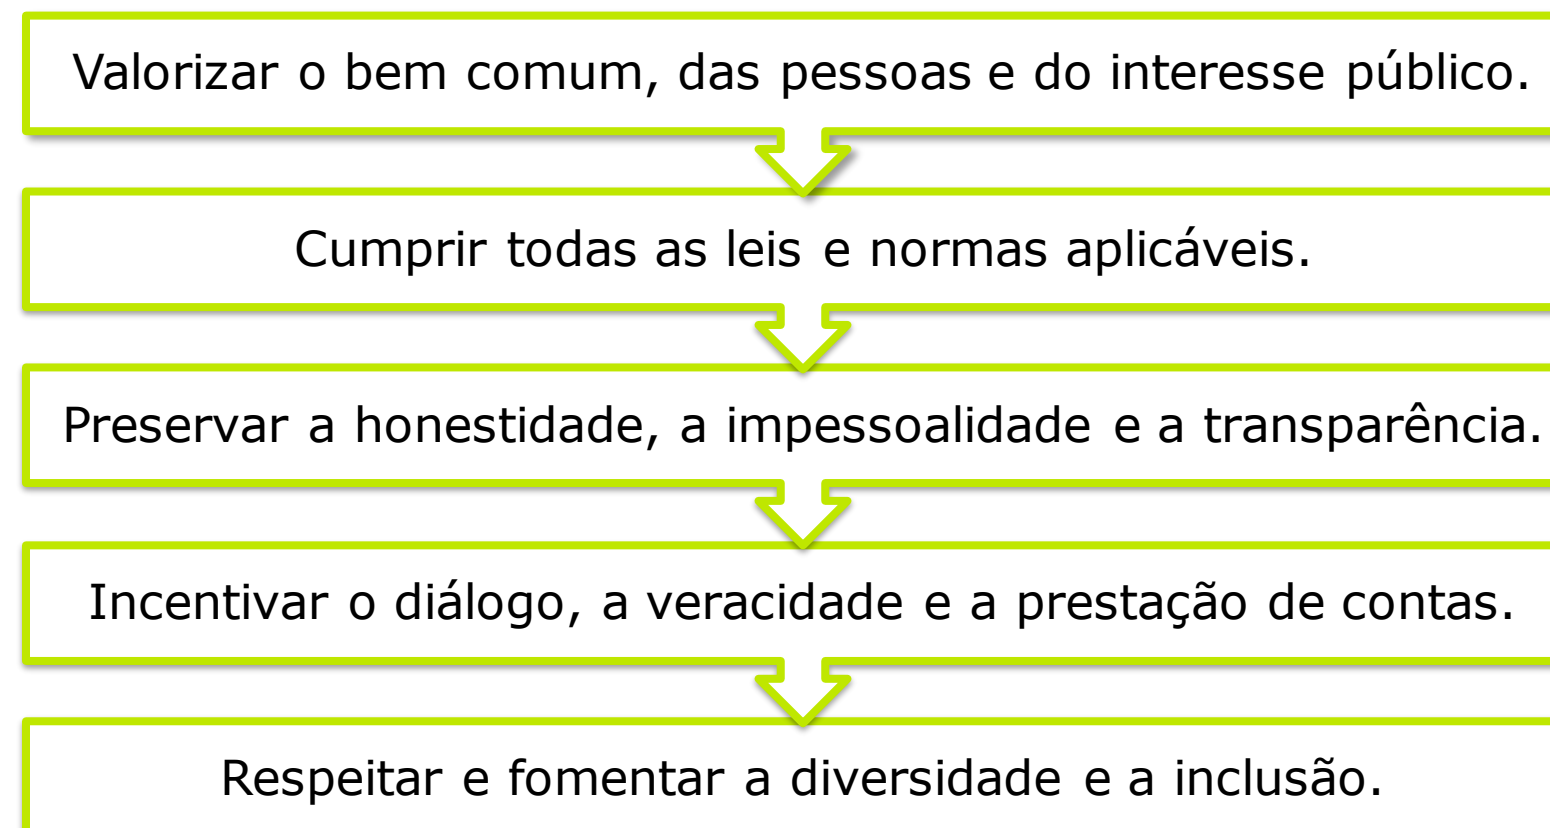 Valorizar o bem comum, das pessoas e do interesse público.
Cumprir todas as leis e normas aplicáveis.
Preservar a honestidade, a impessoalidade e a transparência.
Incentivar o diálogo, a veracidade e a prestação de contas.
Respeitar e fomentar a diversidade e a inclusão.